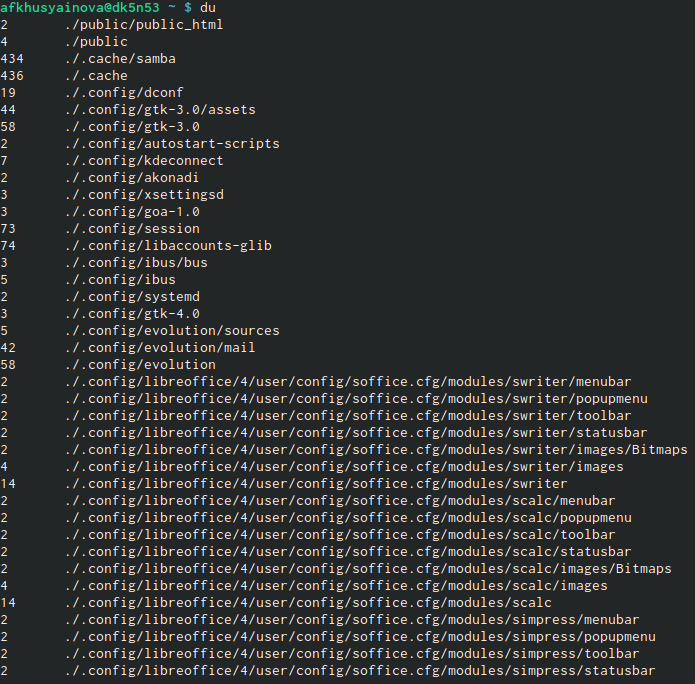 afkhusyainova@dk5n53 ~ $ du
2 ./public/public_html
4 ./public
434 ./.cache/samba
436 ./.cache
19 ./.config/dconf
44 ./.config/gtk-3.0/assets
58 ./.config/gtk-3.0
2 ./.config/autostart-scripts
7 ./.config/kdeconnect
2 ./.config/akonadi
3 ./.config/xsettingsd
3 ./.config/goa-1.0
73 ./.config/session
74 ./.config/libaccounts-glib
3 ./.config/ibus/bus
5 ./.config/ibus
2 ./.config/systemd
3 ./.config/gtk-4.0
5 ./.config/evolution/sources
42 ./.config/evolution/mail
58 ./.config/evolution
2 ./.config/libreoffice/4/user/config/soffice.cfg/modules/swriter/menubar
2 ./.config/libreoffice/4/user/config/soffice.cfg/modules/swriter/popupmenu
2 ./.config/libreoffice/4/user/config/soffice.cfg/modules/swriter/toolbar
2 ./.config/libreoffice/4/user/config/soffice.cfg/modules/swriter/statusbar
2 ./.config/libreoffice/4/user/config/soffice.cfg/modules/swriter/images/Bitmaps
4 ./.config/libreoffice/4/user/config/soffice.cfg/modules/swriter/images
14 ./.config/libreoffice/4/user/config/soffice.cfg/modules/swriter
2 ./.config/libreoffice/4/user/config/soffice.cfg/modules/scalc/menubar
2 ./.config/libreoffice/4/user/config/soffice.cfg/modules/scalc/popupmenu
2 ./.config/libreoffice/4/user/config/soffice.cfg/modules/scalc/toolbar
2 ./.config/libreoffice/4/user/config/soffice.cfg/modules/scalc/statusbar
2 ./.config/libreoffice/4/user/config/soffice.cfg/modules/scalc/images/Bitmaps
4 ./.config/libreoffice/4/user/config/soffice.cfg/modules/scalc/images
14 ./.config/libreoffice/4/user/config/soffice.cfg/modules/scalc
2 ./.config/libreoffice/4/user/config/soffice.cfg/modules/simpress/menubar
2 ./.config/libreoffice/4/user/config/soffice.cfg/modules/simpress/popupmenu
2 ./.config/libreoffice/4/user/config/soffice.cfg/modules/simpress/toolbar
2 ./.config/libreoffice/4/user/config/soffice.cfg/modules/simpress/statusbar